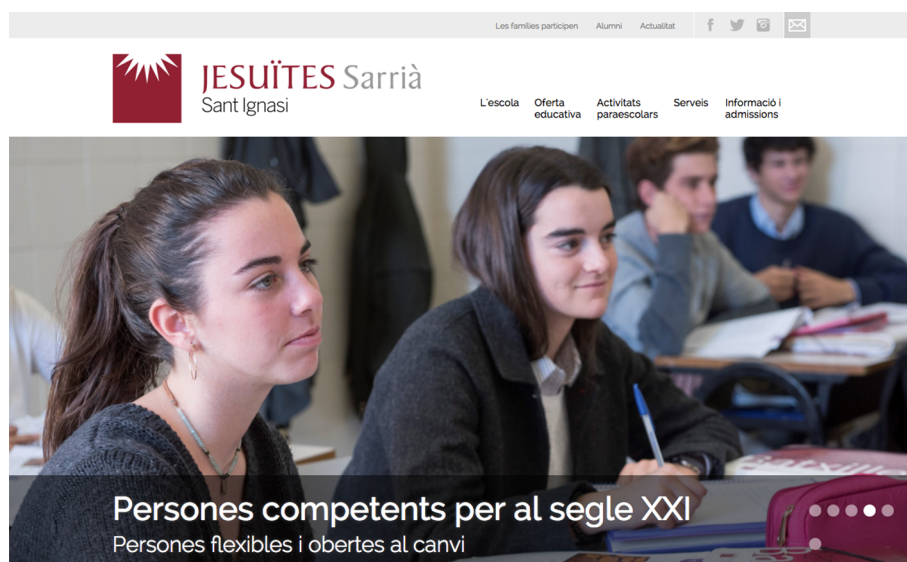 Les famílies participen Alumni Actualitat
JESUÏTES Sarrià
Sant Ignasi
L'escola
Oferta
educativa
Activitats
paraescolars
Serveis
Informació i
admissions
Persones competents per al segle XXI
Persones flexibles i obertes al canvi